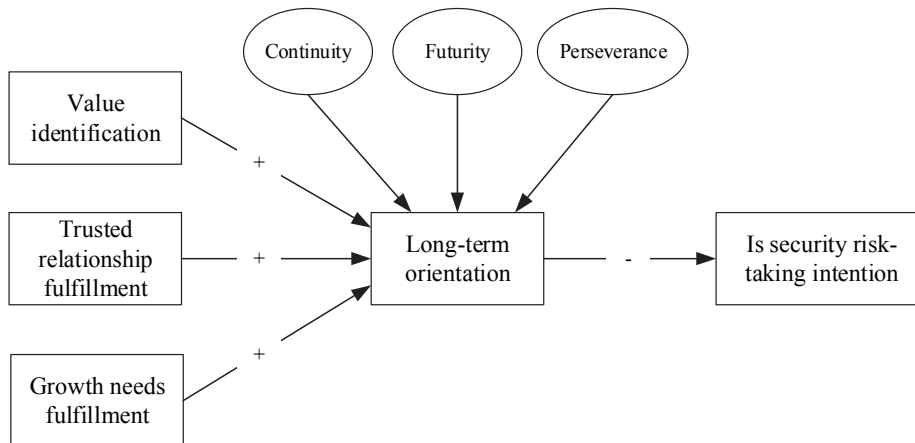 Continuity
Futurity
Perseverance
Value
identification
+
Trusted
relationship
fulfillment
+
Long-term
orientation
-
Is security risk-
taking intention
+
Growth needs
fulfillment